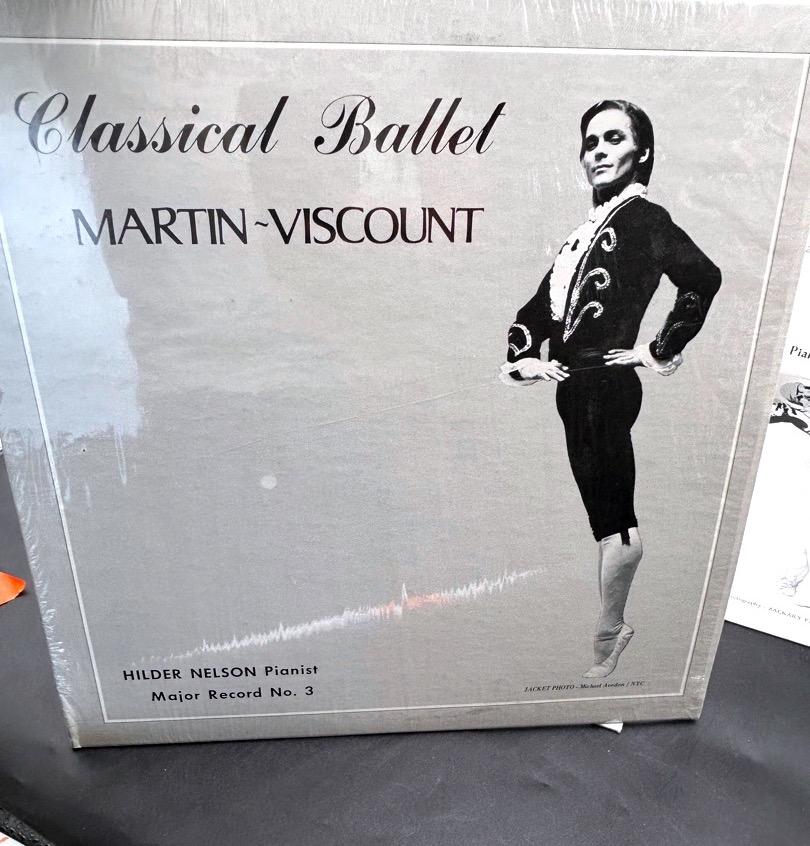 Classical Ballet
MARTIN~VISCOUNT
HILDER NELSON Pianist
Major Record No. 3
JACKET PHOTO - Michael Avedon / NYC